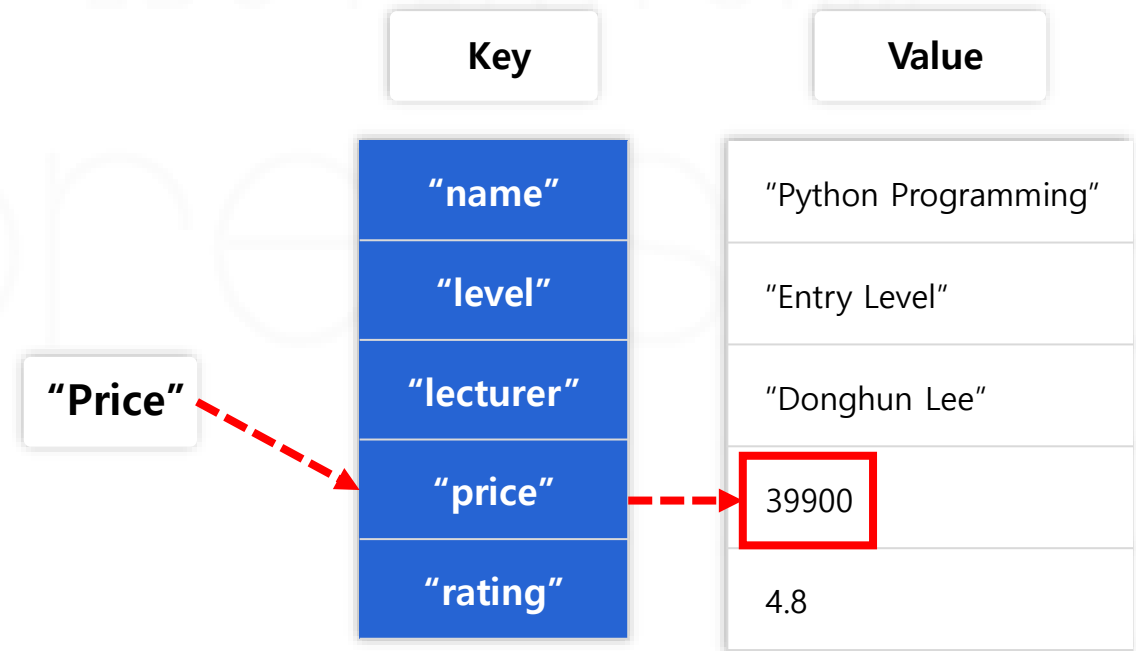 Key Value
“name” ”Python Programming”
“level” ”Entry Level”
“lecturer” ”Donghun Lee”
“Price”
“price” 39900
“rating” 4.8